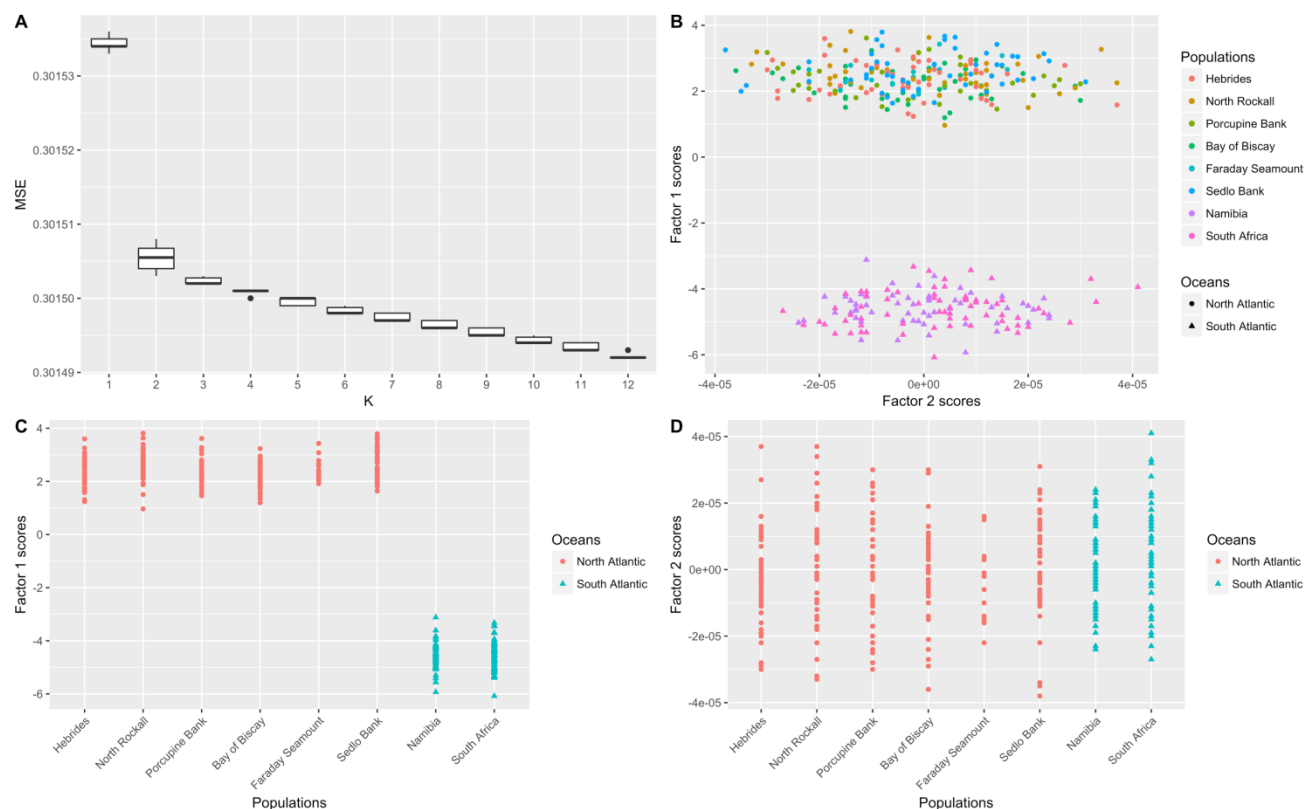 A
0.30153
0.30152
0.30151
0.30150
0.30149
MSE
1 2 3 4 5 6 7 8 9 10 11 12
K
B
4
2
0
-2
-4
-6
Factor 1 scores
-4e-05 -2e-05 0e+00 2e-05 4e-05
Factor 2 scores
Populations
Hebrides
North Rockall
Porcupine Bank
Bay of Biscay
Faraday Seamount
Sedlo Bank
Namibia
South Africa
Oceans
North Atlantic
South Atlantic
C
4
2
0
-2
-4
-6
Factor 1 scores
Hebrides
North Rockall
Porcupine Bank
Bay of Biscay
Faraday Seamount
Sedlo Bank
Namibia
South Africa
Populations
Oceans
North Atlantic
South Atlantic
D
4e-05
2e-05
0e+00
-2e-05
-4e-05
Factor 2 scores
Hebrides
North Rockall
Porcupine Bank
Bay of Biscay
Faraday Seamount
Sedlo Bank
Namibia
South Africa
Populations
Oceans
North Atlantic
South Atlantic